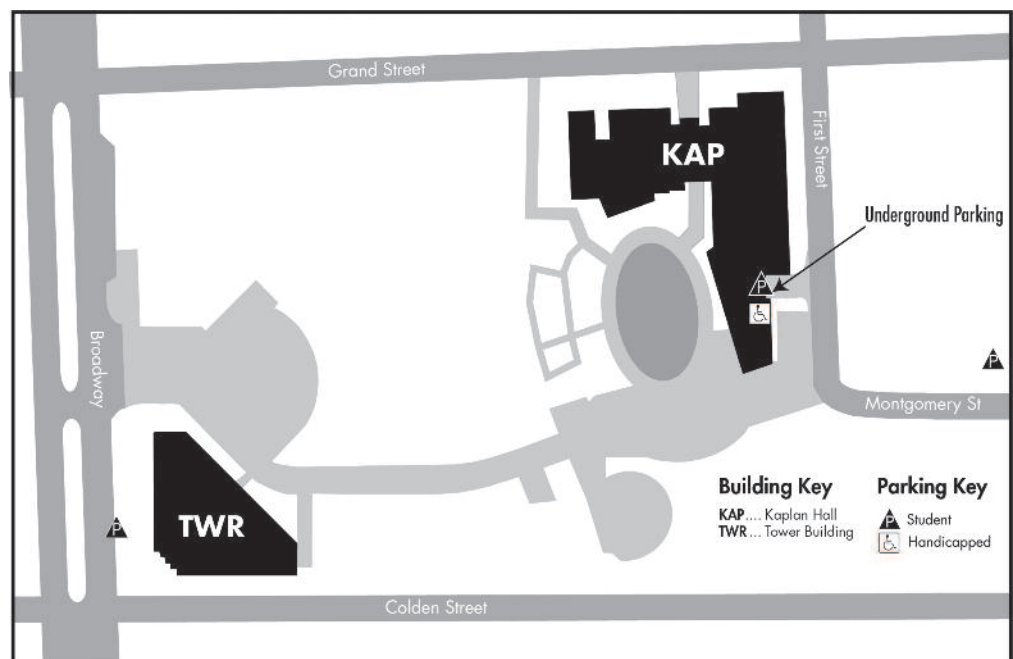 Grand Street
First Street
KAP
Underground Parking
P
Broadway
P
Montgomery St
Building Key
KAP.... Kaplan Hall
TWR... Tower Building
Parking Key
P Student
Handicapped
P
TWR
Colden Street